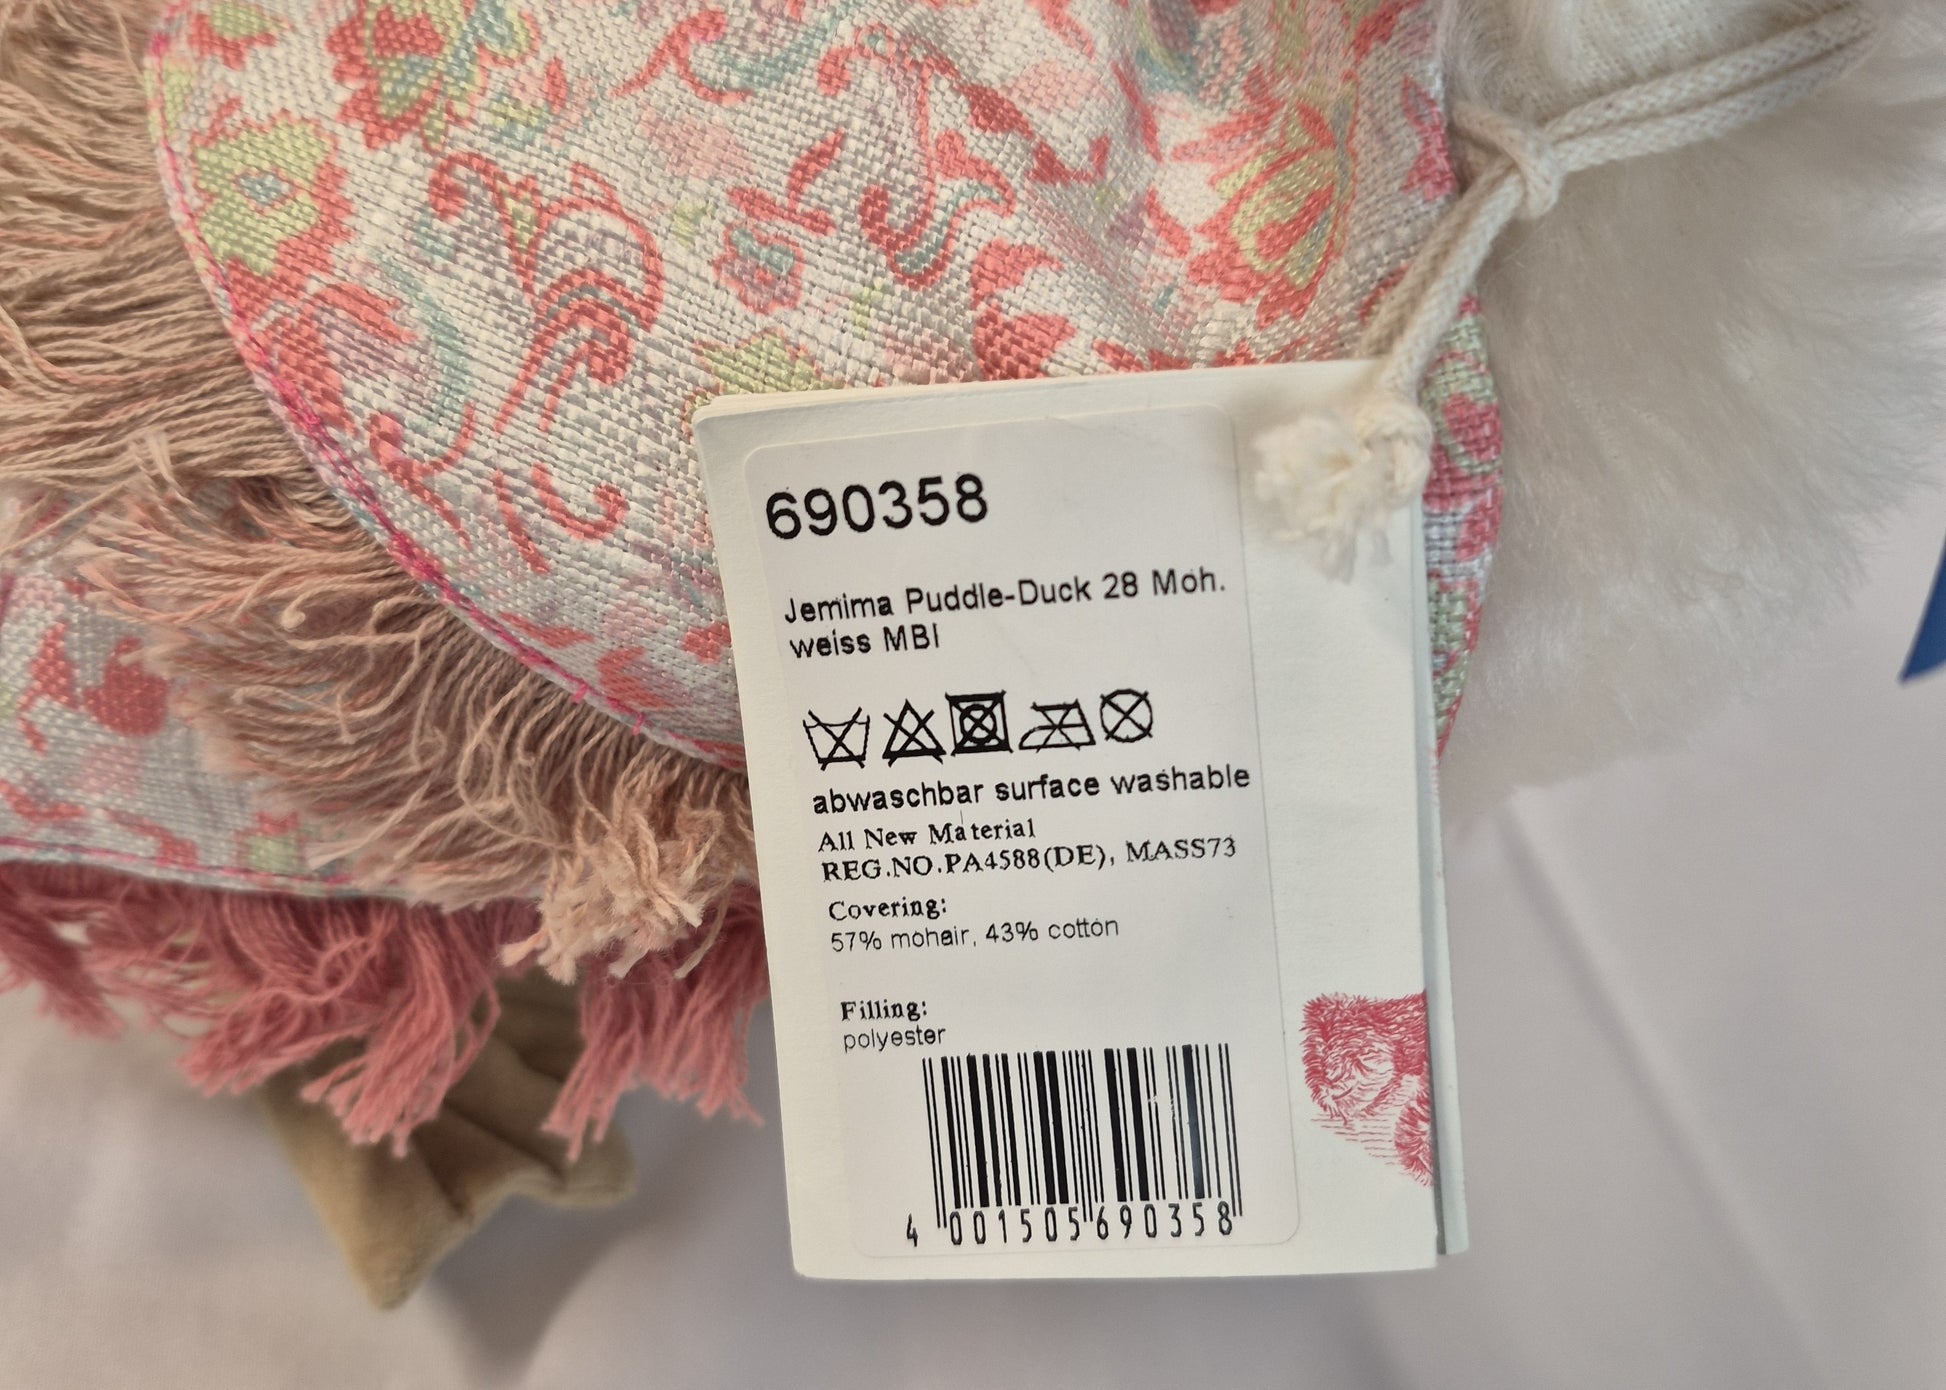 690358
Jemima Puddle-Duck 28 Moh.
weiss MBI
abwaschbar surface washable
All New Material
REG.NO.PA4588(DE), MASS73
Covering:
57% mohair, 43% cotton
Filling:
polyester
4 001505 690358